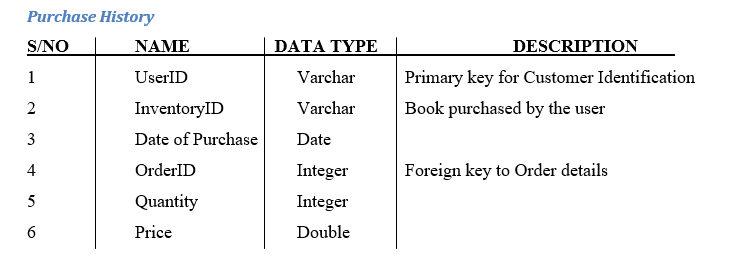 Purchase History
S/NO NAME DATA TYPE DESCRIPTION
1 UserID Varchar Primary key for Customer Identification
2 InventoryID Varchar Book purchased by the user
3 Date of Purchase Date
4 OrderID Integer Foreign key to Order details
5 Quantity Integer
6 Price Double